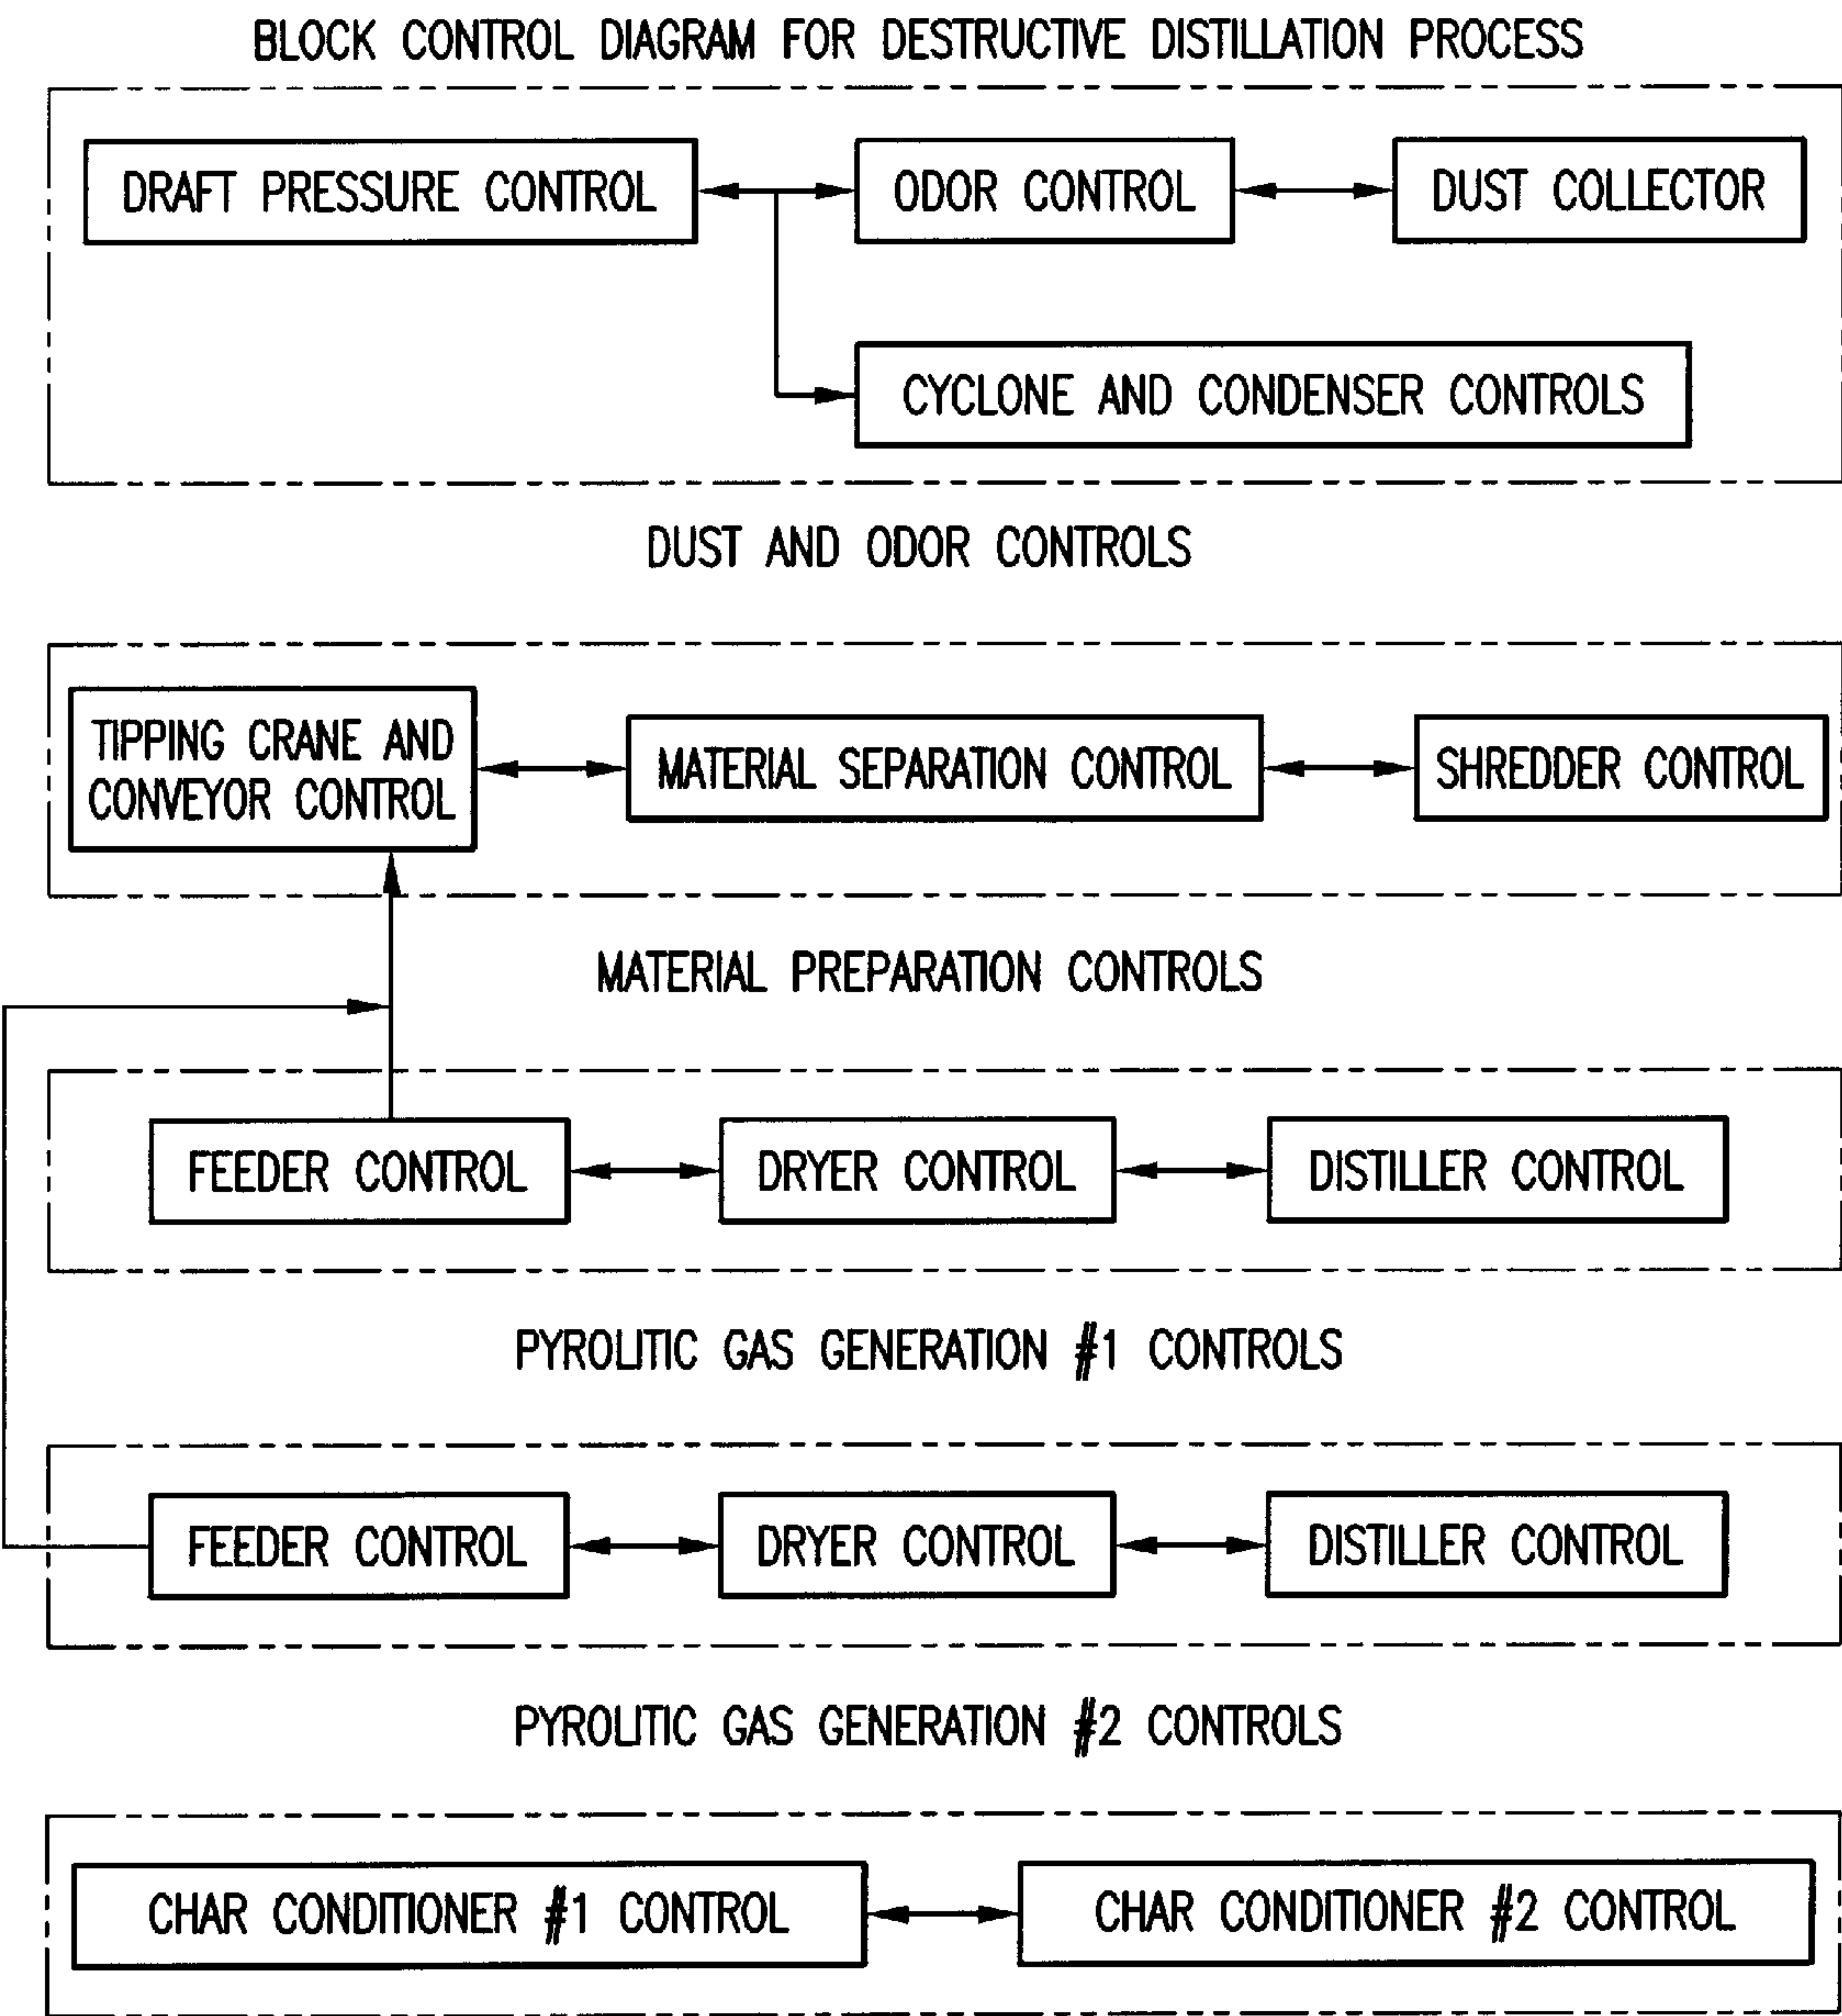 BLOCK CONTROL DIAGRAM FOR DESTRUCTIVE DISTILLATION PROCESS
DRAFT PRESSURE CONTROL
ODOR CONTROL
DUST COLLECTOR
CYCLONE AND CONDENSER CONTROLS
DUST AND ODOR CONTROLS
TIPPING CRANE AND
CONVEYOR CONTROL
MATERIAL SEPARATION CONTROL
SHREDDER CONTROL
MATERIAL PREPARATION CONTROLS
FEEDER CONTROL
DRYER CONTROL
DISTILLER CONTROL
PYROLITIC GAS GENERATION #1 CONTROLS
FEEDER CONTROL
DRYER CONTROL
DISTILLER CONTROL
PYROLITIC GAS GENERATION #2 CONTROLS
CHAR CONDITIONER #1 CONTROL
CHAR CONDITIONER #2 CONTROL